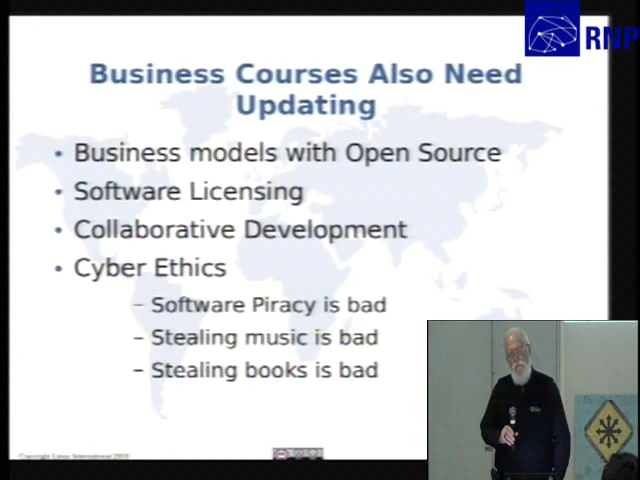 RNP
Business Courses Also Need
Updating
• Business models with Open Source
• Software Licensing
• Collaborative Development
• Cyber Ethics
– Software Piracy is bad
– Stealing music is bad
– Stealing books is bad
Copyright Linux International 2010